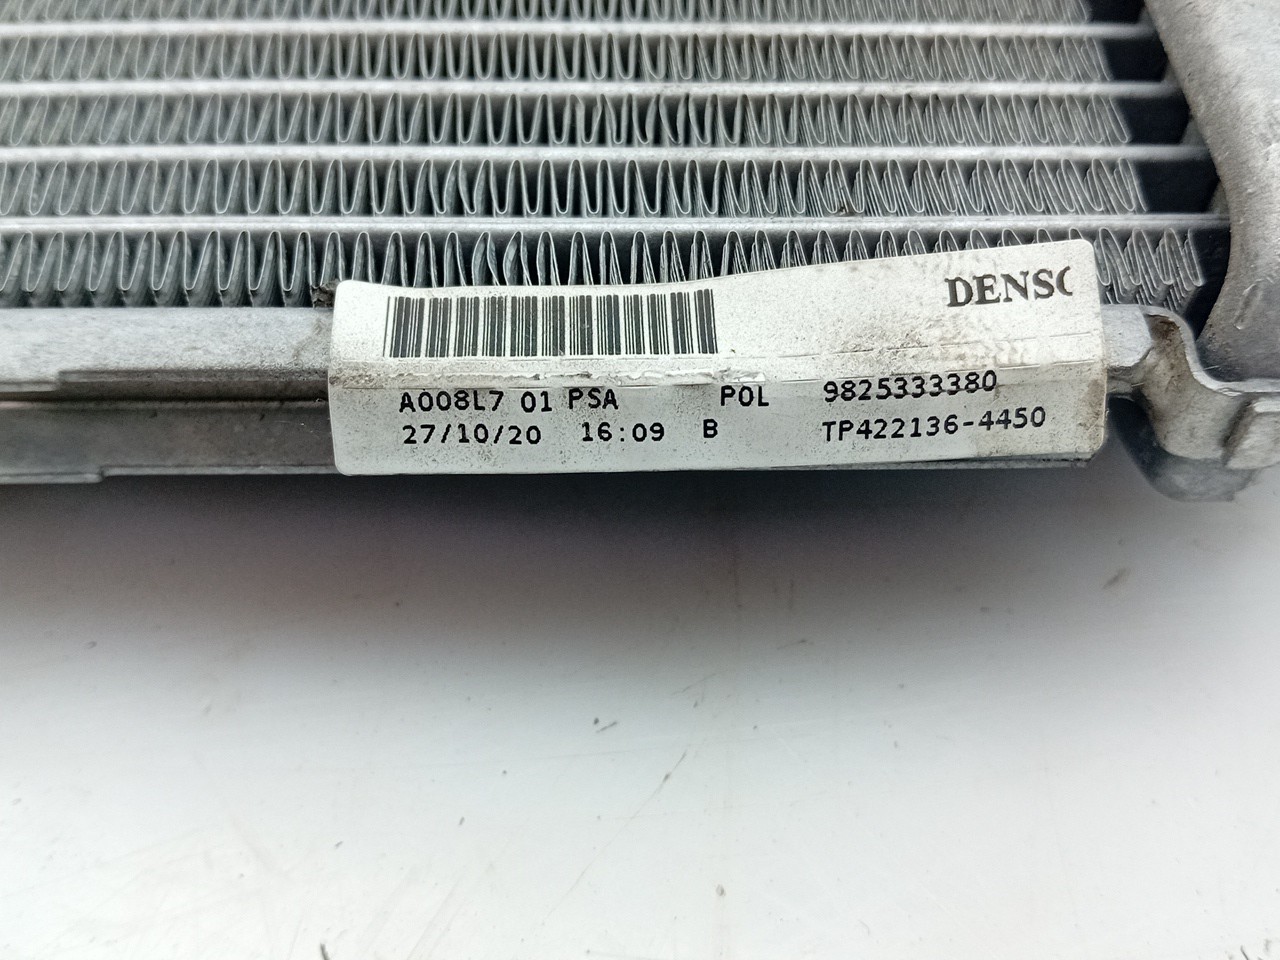 DENSO
A008L7 01 PSA POL 9825333380
27/10/20 16:09 B TP422136-4450